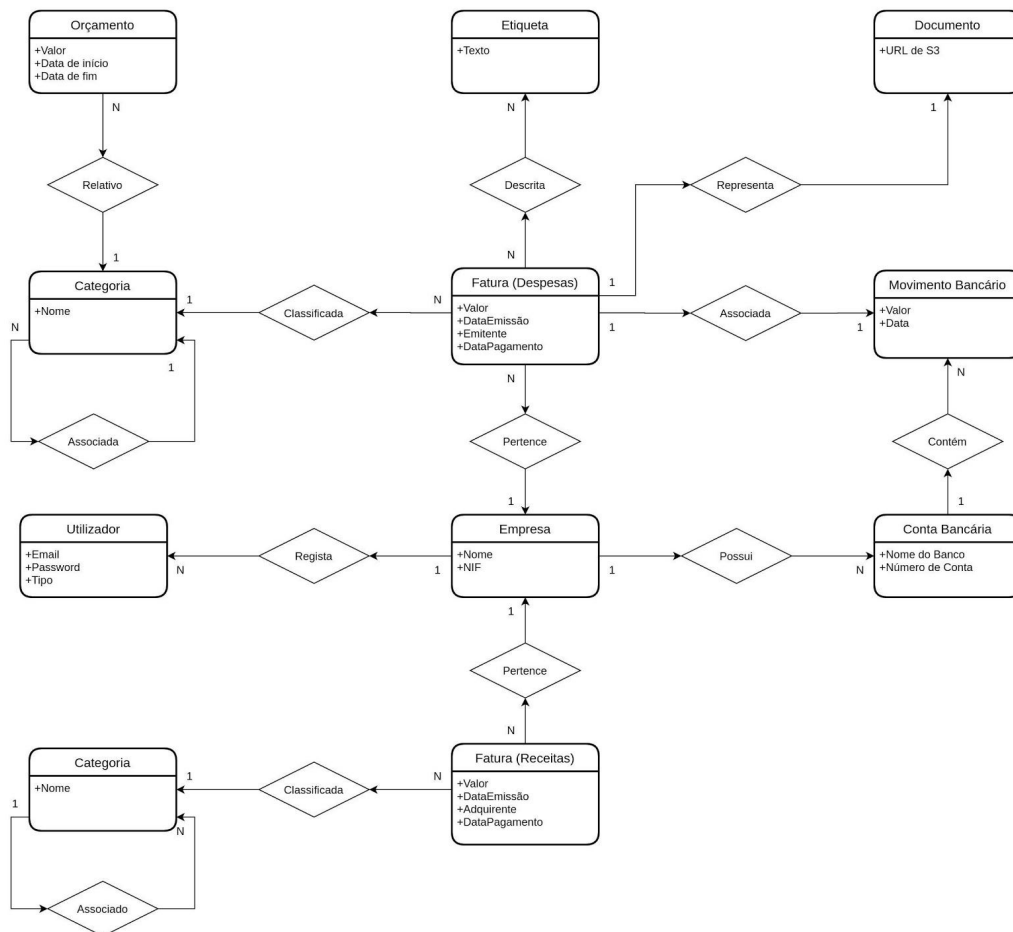 Orçamento
+Valor
+Data de início
+Data de fim
Etiqueta
+Texto
Documento
+URL de S3
N
N
1
Relativo
Descrita
Representa
1
N
1
Categoria
+Nome
N
1
1
Classificada
N
Fatura (Despesas)
+Valor
+DataEmissão
+Emitente
+DataPagamento
1
Associada
1
Movimento Bancário
+Valor
+Data
N
N
Associada
Pertence
Contém
1
1
Utilizador
+Email
+Password
+Tipo
N
Regista
1
Empresa
+Nome
+NIF
1
Possui
N
Conta Bancária
+Nome do Banco
+Número de Conta
1
Pertence
N
Categoria
+Nome
1
N
1
Classificada
N
Fatura (Receitas)
+Valor
+DataEmissão
+Adquirente
+DataPagamento
Associado